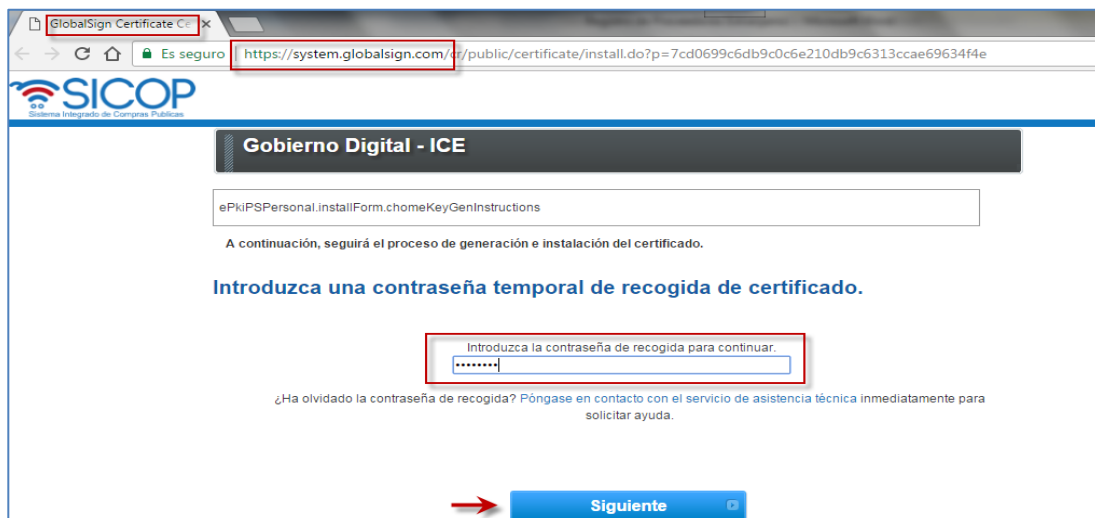 GlobalSign Certificate Ce
Es seguro | https://system.globalsign.com/cr/public/certificate/install.do?p=7cd0699c6db9c0c6e210db9c6313ccae69634f4e
SICOP
Sistema Integrado de Compras Publicas
Gobierno Digital - ICE
ePkiPSPersonal.installForm.chomeKeyGenInstructions
A continuación, seguirá el proceso de generación e instalación del certificado.
Introduzca una contraseña temporal de recogida de certificado.
Introduzca la contraseña de recogida para continuar.
••••••••
¿Ha olvidado la contraseña de recogida? Póngase en contacto con el servicio de asistencia técnica inmediatamente para
solicitar ayuda.
Siguiente